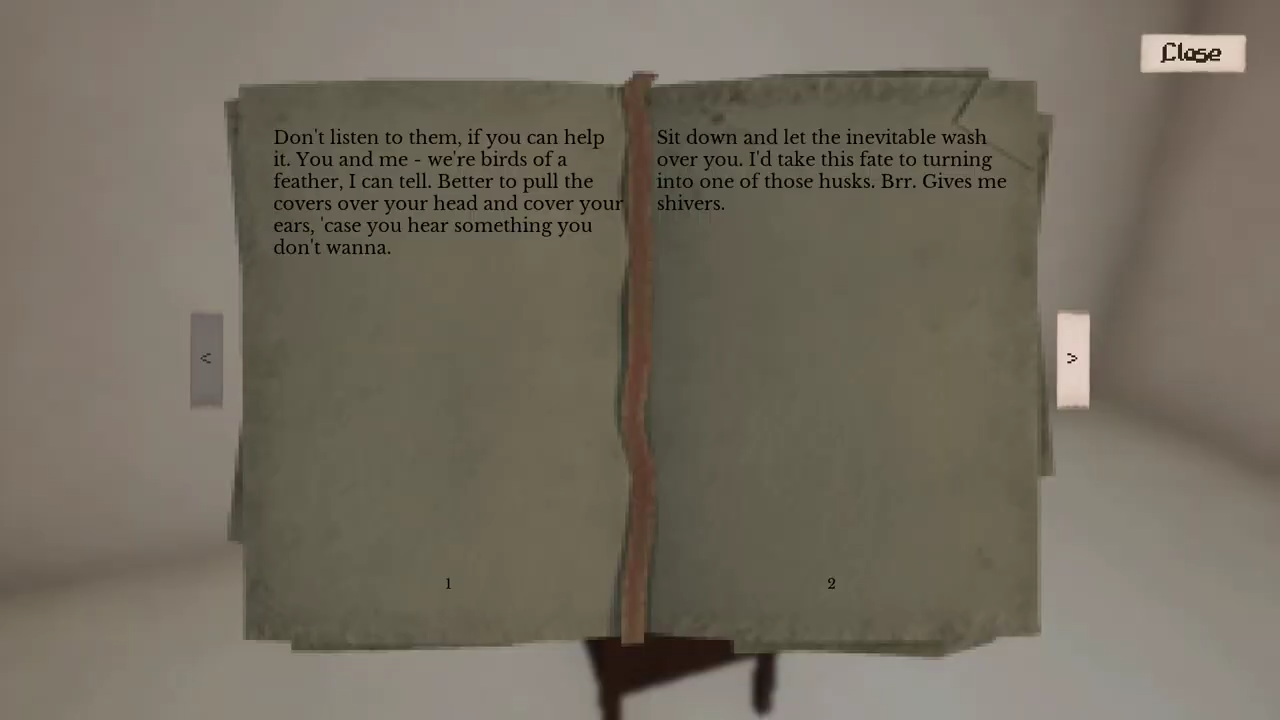 Close
Don't listen to them, if you can help
it. You and me - we're birds of a
feather, I can tell. Better to pull the
covers over your head and cover your
ears, 'case you hear something you
don't wanna.
1
Sit down and let the inevitable wash
over you. I'd take this fate to turning
into one of those husks. Brr. Gives me
shivers.
2
<
>